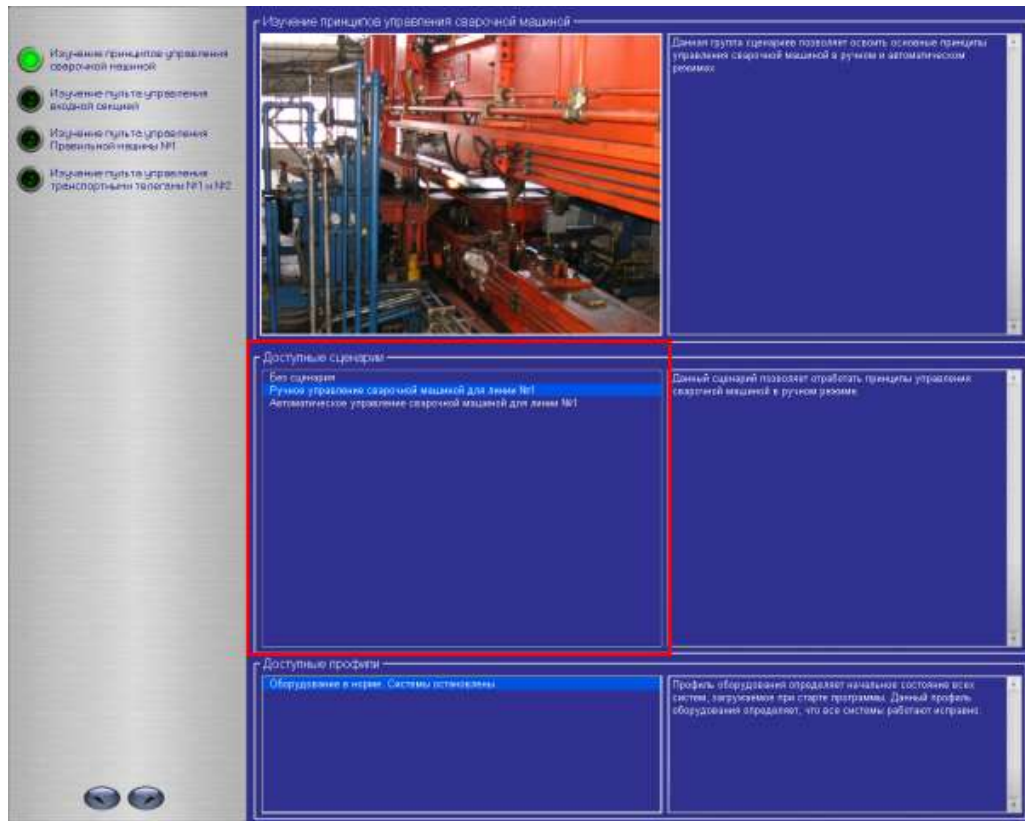 Изучение принципов управления
сварочной машиной
Изучение пульта управления
входной секцией
Изучение пульта управления
Правильной машины №1
Изучение пульта управления
транспортными телегами №1 и №2
Изучение принципов управления сварочной машиной
Данная группа сценариев позволяет освоить основные принципы
управления сварочной машиной в ручном и автоматическом
режимах
Доступные сценарии
Без сценария
Ручное управление сварочной машиной для линии №1
Автоматическое управление сварочной машиной для линии №1
Данный сценарий позволяет отработать принципы управления
сварочной машиной в ручном режиме
Доступные профили
Оборудование в норме. Системы остановлены
Профиль оборудования определяет начальное состояние всех
систем, загружаемое при старте программы. Данный профиль
оборудования определяет, что все системы работают исправно